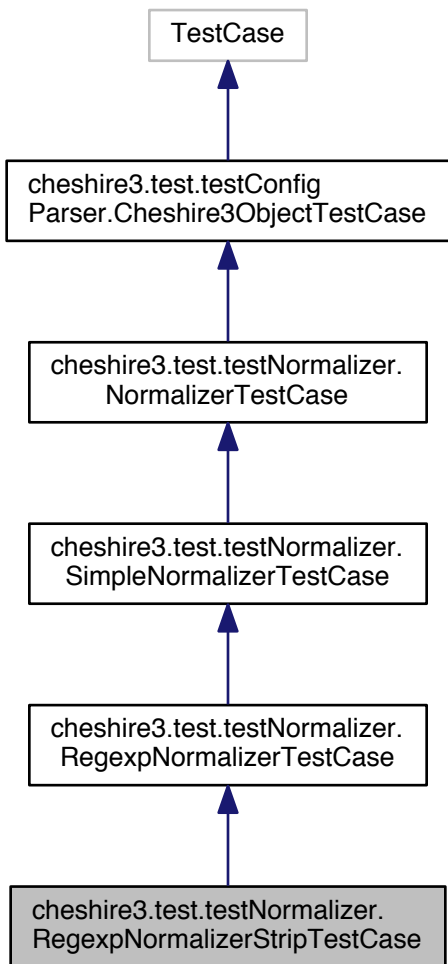 TestCase
cheshire3.test.testConfig
Parser.Cheshire3ObjectTestCase
cheshire3.test.testNormalizer.
NormalizerTestCase
cheshire3.test.testNormalizer.
SimpleNormalizerTestCase
cheshire3.test.testNormalizer.
RegexpNormalizerTestCase
cheshire3.test.testNormalizer.
RegexpNormalizerStripTestCase